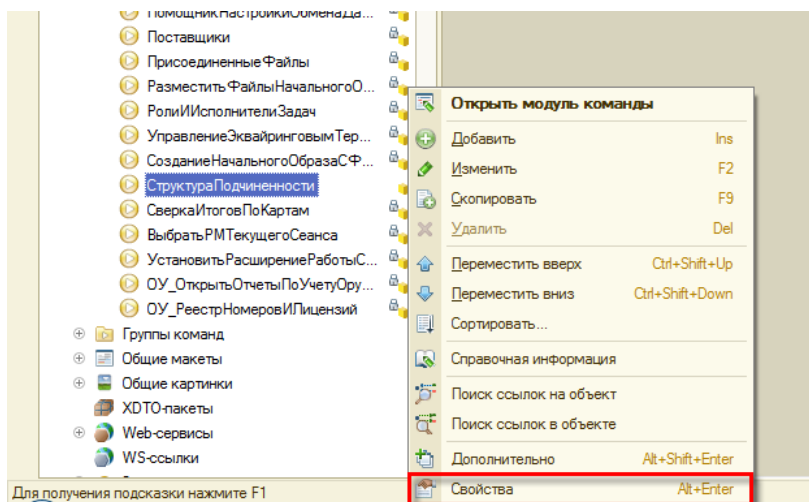 ПомощникНастройкиОбменаДа...
Поставщики
ПрисоединенныеФайлы
РазместитьФайлыНачальногоО...
РолиИИсполнителиЗадач
УправлениеЭквайринговымТер...
СозданиеНачальногоОбразаСФ...
СтруктураПодчиненности
СверкаИтоговПоКартам
ВыбратьРМТекущегоСеанса
УстановитьРасширениеРаботыС...
ОУ_ОткрытьОтчетыПоУчетуОру...
ОУ_РеестрНомеровИЛицензий
Группы команд
Общие макеты
Общие картинки
XDTO-пакеты
Web-сервисы
WS-ссылки
Для получения подсказки нажмите F1
Открыть модуль команды
Добавить Ins
Изменить F2
Скопировать F9
Удалить Del
Переместить вверх Ctrl+Shift+Up
Переместить вниз Ctrl+Shift+Down
Сортировать...
Справочная информация
Поиск ссылок на объект
Поиск ссылок в объекте
Дополнительно Alt+Shift+Enter
Свойства Alt+Enter